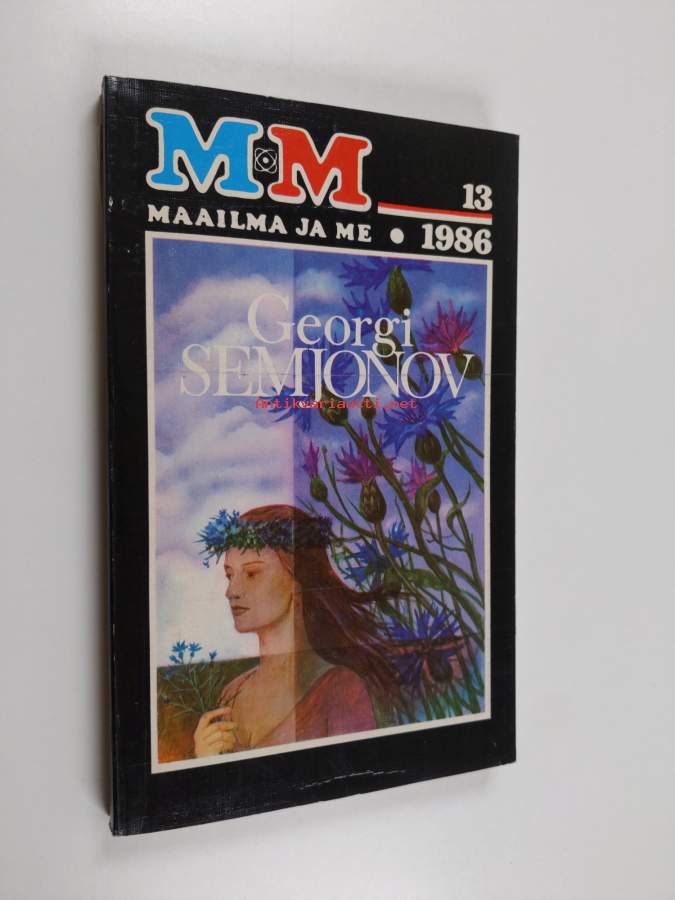 M M
13
MAAILMA JA ME • 1986
Georgi
SEMJONOV
antikvariaatti.net